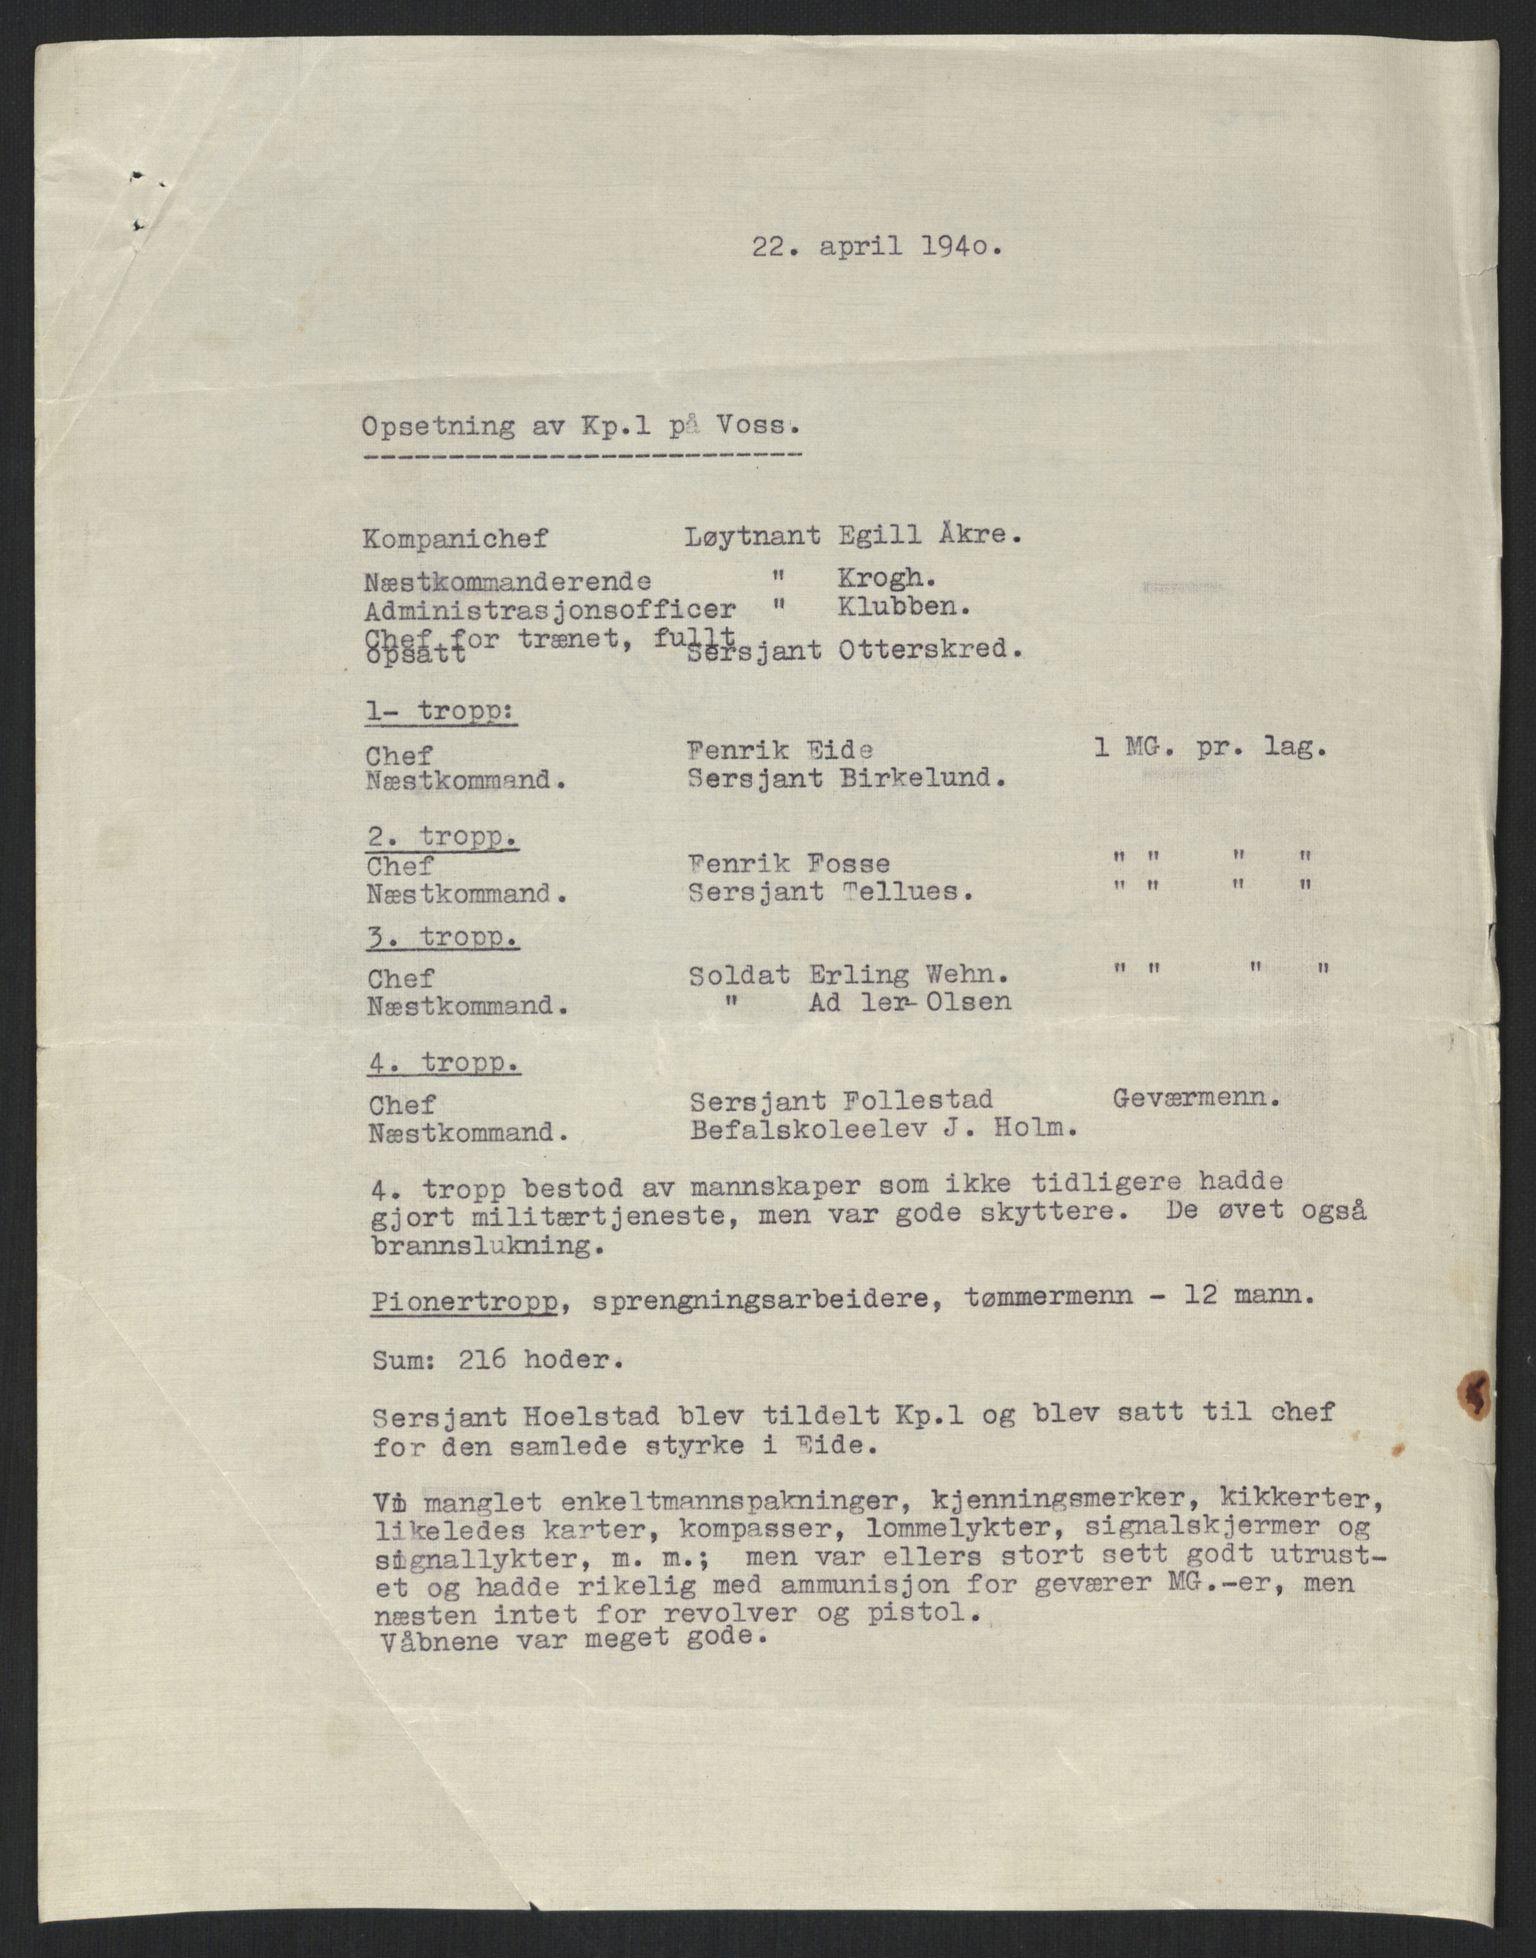 22. april 194o.
Opsetning av Kp.1 på Voss.
Kompanichef Løytnant Egill Åkre.
Næstkommanderende " Krogh.
Administrasjonsofficer " Klubben.
Chef for trænet, fullt
opsatt Sersjant Otterskred.
1- tropp:
Chef Fenrik Eide 1 MG. pr. lag.
Næstkommand. Sersjant Birkelund.
2. tropp.
Chef Fenrik Fosse " " " "
Næstkommand. Sersjant Tellues. " " " "
3. tropp.
Chef Soldat Erling Wehn. " " " "
Næstkommand. " Ad ler-Olsen
4. tropp.
Chef Sersjant Follestad Geværmenn.
Næstkommand. Befalskoleelev J. Holm.
4. tropp bestod av mannskaper som ikke tidligere hadde
gjort militærtjeneste, men var gode skyttere. De øvet også
brannslukning.
Pionertropp, sprengningsarbeidere, tømmermenn - 12 mann.
Sum: 216 hoder.
Sersjant Hoelstad blev tildelt Kp.1 og blev satt til chef
for den samlede styrke i Eide.
Vi manglet enkeltmannspakninger, kjenningsmerker, kikkerter,
likeledes karter, kompasser, lommelykter, signalskjermer og
signallykter, m. m.; men var ellers stort sett godt utrust-
et og hadde rikelig med ammunisjon for geværer MG.-er, men
næsten intet for revolver og pistol.
Våbnene var meget gode.